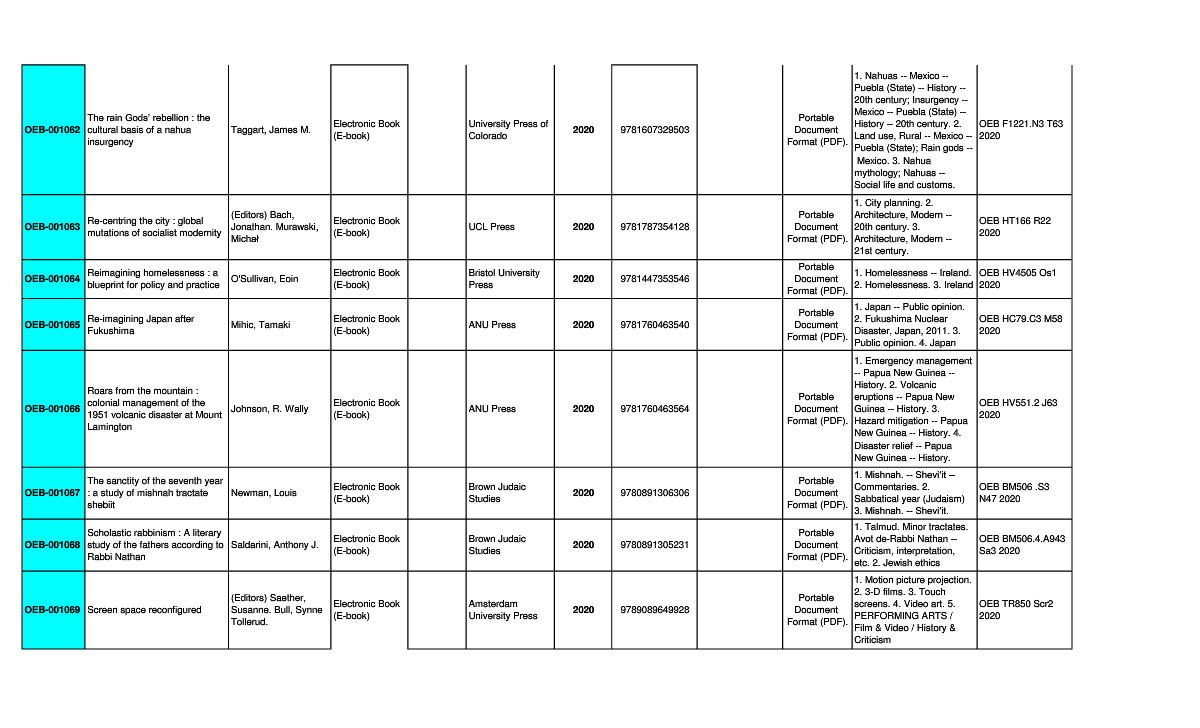 OEB-001062
The rain Gods' rebellion : the
cultural basis of a nahua
insurgency
Taggart, James M.
Electronic Book
(E-book)
University Press of
Colorado
2020
9781607329503
Portable
Document
Format (PDF).
1. Nahuas -- Mexico --
Puebla (State) -- History --
20th century; Insurgency --
Mexico -- Puebla (State) --
History -- 20th century. 2.
Land use, Rural -- Mexico --
Puebla (State); Rain gods --
Mexico. 3. Nahua
mythology; Nahuas --
Social life and customs.
OEB F1221.N3 T63
2020
OEB-001063
Re-centring the city : global
mutations of socialist modernity
(Editors) Bach,
Jonathan. Murawski,
Michał
Electronic Book
(E-book)
UCL Press
2020
9781787354128
Portable
Document
Format (PDF).
1. City planning. 2.
Architecture, Modern --
20th century. 3.
Architecture, Modern --
21st century.
OEB HT166 R22
2020
OEB-001064
Reimagining homelessness : a
blueprint for policy and practice
O'Sullivan, Eoin
Electronic Book
(E-book)
Bristol University
Press
2020
9781447353546
Portable
Document
Format (PDF).
1. Homelessness -- Ireland.
2. Homelessness. 3. Ireland
OEB HV4505 Os1
2020
OEB-001065
Re-imagining Japan after
Fukushima
Mihic, Tamaki
Electronic Book
(E-book)
ANU Press
2020
9781760463540
Portable
Document
Format (PDF).
1. Japan -- Public opinion.
2. Fukushima Nuclear
Disaster, Japan, 2011. 3.
Public opinion. 4. Japan
OEB HC79.C3 M58
2020
OEB-001066
Roars from the mountain :
colonial management of the
1951 volcanic disaster at Mount
Lamington
Johnson, R. Wally
Electronic Book
(E-book)
ANU Press
2020
9781760463564
Portable
Document
Format (PDF).
1. Emergency management
-- Papua New Guinea --
History. 2. Volcanic
eruptions -- Papua New
Guinea -- History. 3.
Hazard mitigation -- Papua
New Guinea -- History. 4.
Disaster relief -- Papua
New Guinea -- History.
OEB HV551.2 J63
2020
OEB-001067
The sanctity of the seventh year
: a study of mishnah tractate
shebiit
Newman, Louis
Electronic Book
(E-book)
Brown Judaic
Studies
2020
9780891306306
Portable
Document
Format (PDF).
1. Mishnah. -- Shevi'it --
Commentaries. 2.
Sabbatical year (Judaism)
3. Mishnah. -- Shevi'it.
OEB BM506 .S3
N47 2020
OEB-001068
Scholastic rabbinism : A literary
study of the fathers according to
Rabbi Nathan
Saldarini, Anthony J.
Electronic Book
(E-book)
Brown Judaic
Studies
2020
9780891305231
Portable
Document
Format (PDF).
1. Talmud. Minor tractates.
Avot de-Rabbi Nathan --
Criticism, interpretation,
etc. 2. Jewish ethics
OEB BM506.4.A943
Sa3 2020
OEB-001069
Screen space reconfigured
(Editors) Saether,
Susanne. Bull, Synne
Tollerud.
Electronic Book
(E-book)
Amsterdam
University Press
2020
9789089649928
Portable
Document
Format (PDF).
1. Motion picture projection.
2. 3-D films. 3. Touch
screens. 4. Video art. 5.
PERFORMING ARTS /
Film & Video / History &
Criticism
OEB TR850 Scr2
2020